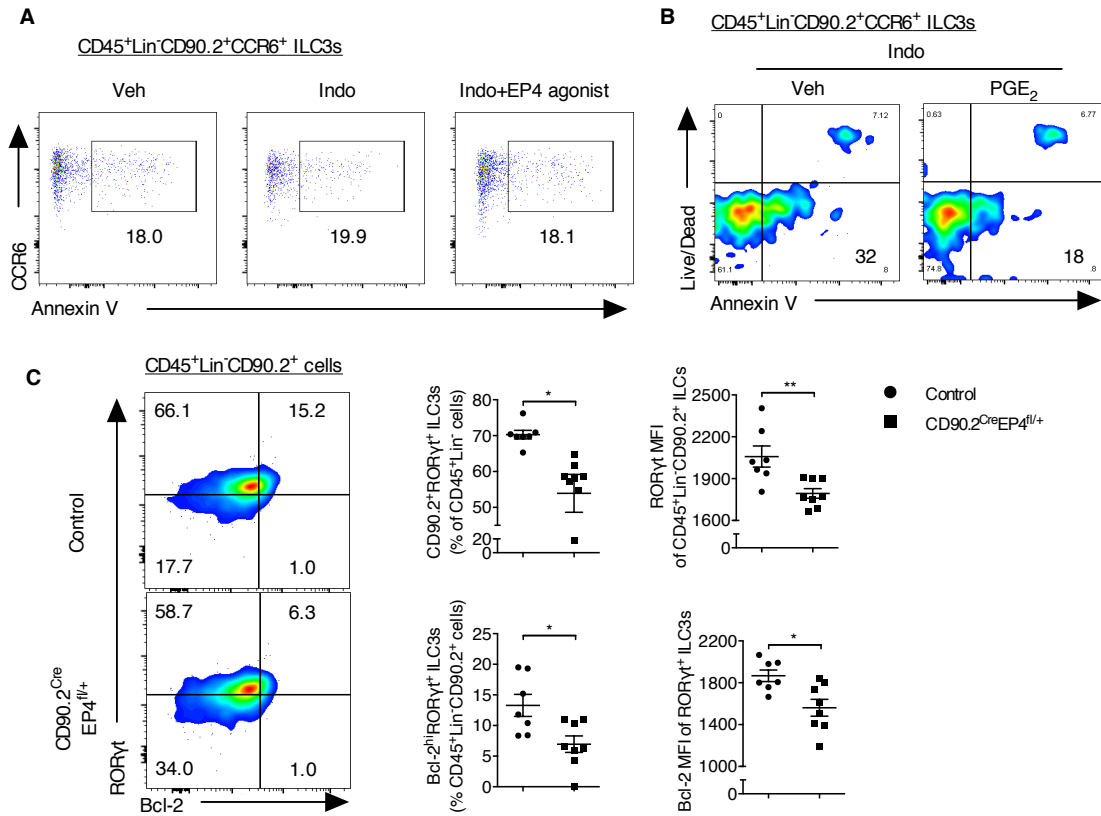 A
CD45⁺Lin⁻CD90.2⁺CCR6⁺ ILC3s
Veh
Indo
Indo+EP4 agonist
CCR6
18.0
19.9
18.1
Annexin V
B
CD45⁺Lin⁻CD90.2⁺CCR6⁺ ILC3s
Indo
Veh
PGE₂
Live/Dead
0
7.12
61.1
32
8
0.63
6.77
74.8
18
.8
Annexin V
C
CD45⁺Lin⁻CD90.2⁺ cells
Control
66.1
15.2
17.7
1.0
CD90.2ᶜʳᵉ
EP4ᶠˡ/⁺
58.7
6.3
34.0
1.0
RORγt
Bcl-2
CD90.2⁺RORγt⁺ ILC3s
(% of CD45⁺Lin⁻ cells)
80
70
60
50
20
0
*
RORγt MFI
of CD45⁺Lin⁻CD90.2⁺ ILCs
2500
2200
1900
1600
0
**
Control
CD90.2ᶜʳᵉEP4ᶠˡ/⁺
Bcl-2ʰⁱRORγt⁺ ILC3s
(% CD45⁺Lin⁻CD90.2⁺ cells)
25
20
15
10
5
0
*
Bcl-2 MFI of RORγt⁺ ILC3s
2200
1800
1400
1000
0
*